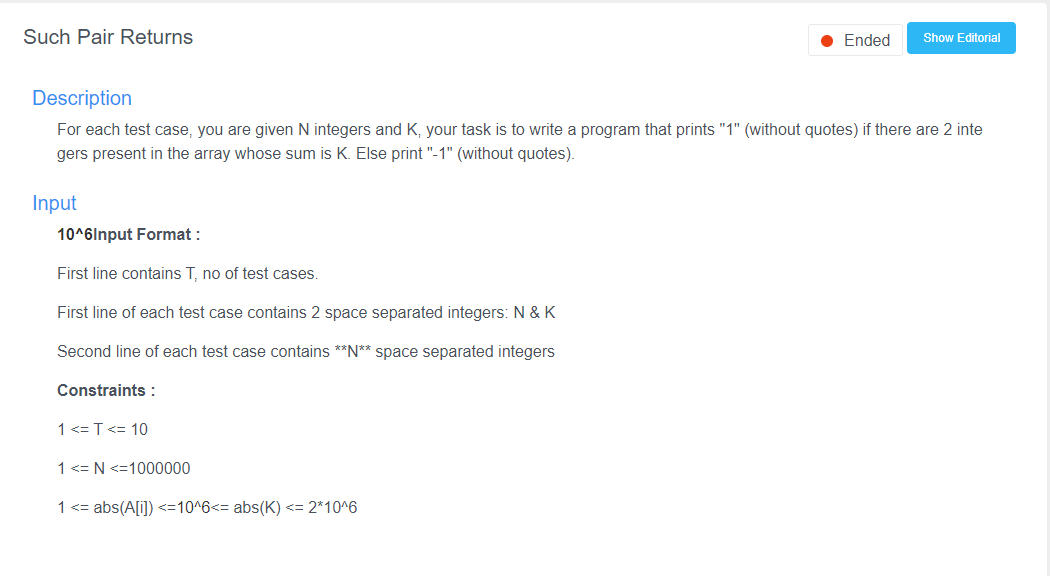 Such Pair Returns
Ended
Show Editorial
Description
For each test case, you are given N integers and K, your task is to write a program that prints "1" (without quotes) if there are 2 inte
gers present in the array whose sum is K. Else print "-1" (without quotes).
Input
10^6Input Format :
First line contains T, no of test cases.
First line of each test case contains 2 space separated integers: N & K
Second line of each test case contains **N** space separated integers
Constraints :
1 <= T <= 10
1 <= N <=1000000
1 <= abs(A[i]) <=10^6<= abs(K) <= 2*10^6